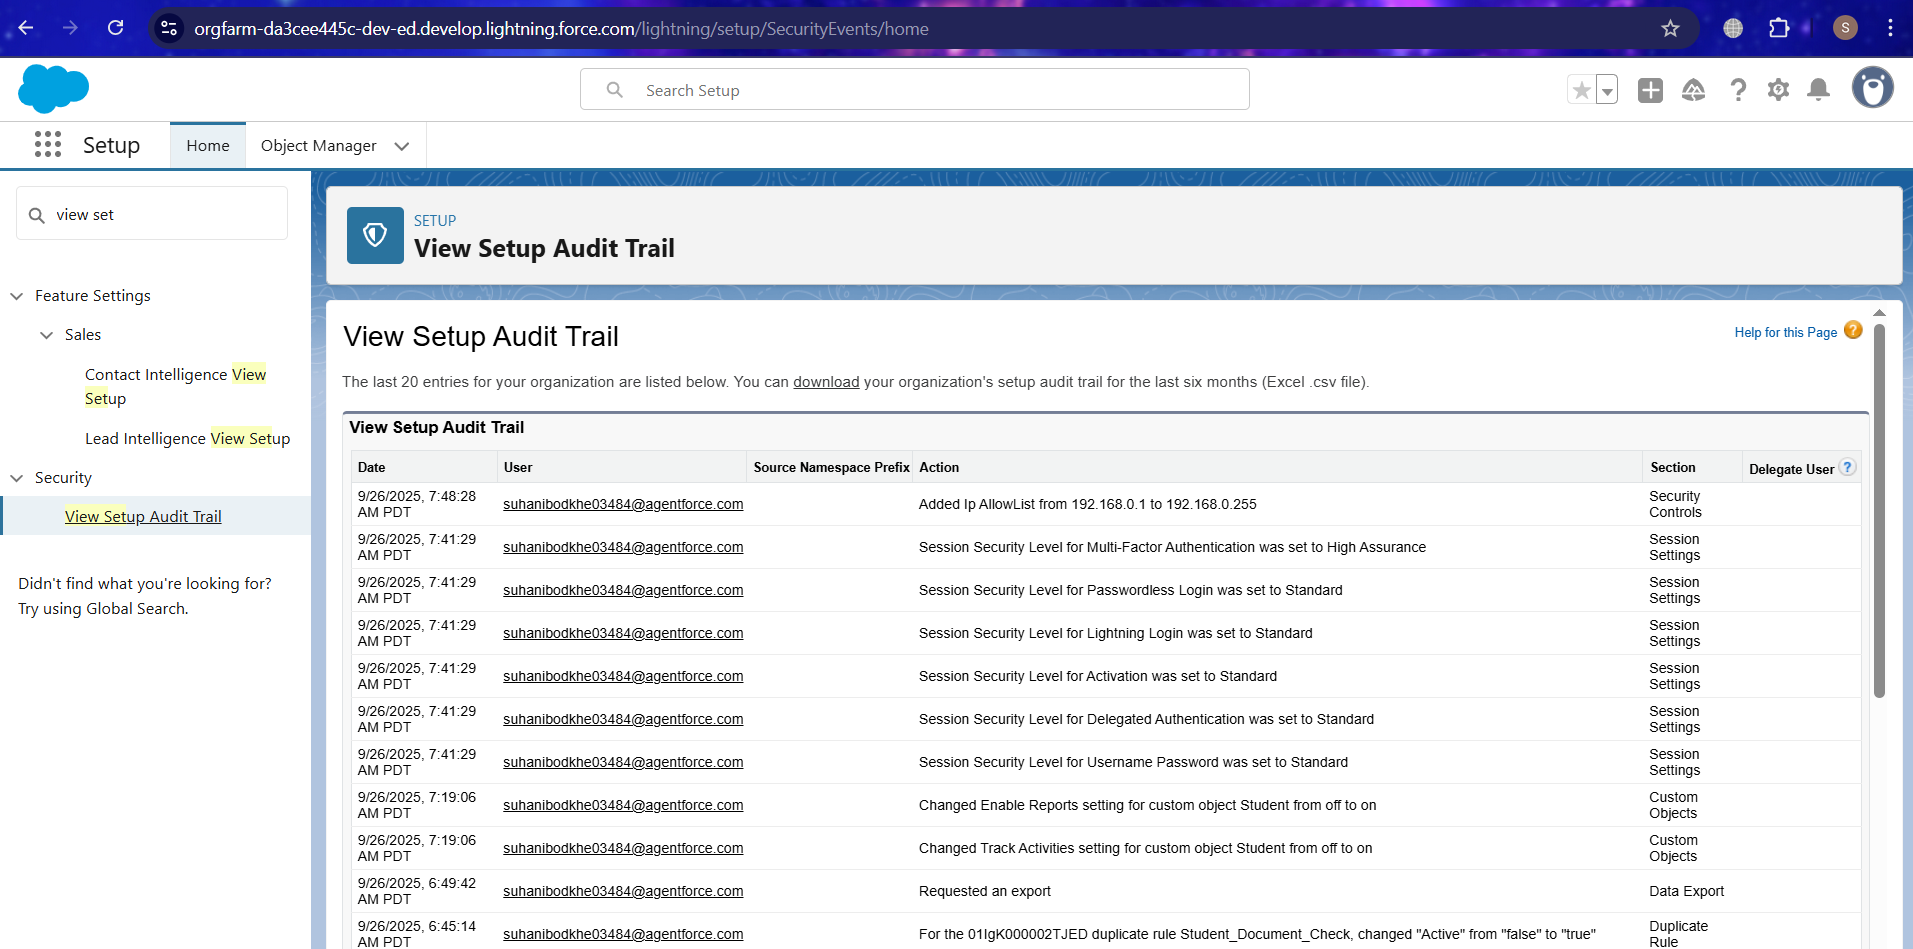 orgfarm-da3cee445c-dev-ed.develop.lightning.force.com/lightning/setup/SecurityEvents/home
S
Search Setup
Setup
Home
Object Manager
view set
Feature Settings
Sales
Contact Intelligence View
Setup
Lead Intelligence View Setup
Security
View Setup Audit Trail
Didn't find what you're looking for?
Try using Global Search.
SETUP
View Setup Audit Trail
View Setup Audit Trail
Help for this Page ?
The last 20 entries for your organization are listed below. You can download your organization's setup audit trail for the last six months (Excel .csv file).
View Setup Audit Trail
Date User Source Namespace Prefix Action Section Delegate User ?
9/26/2025, 7:48:28 AM PDT suhanibodkhe03484@agentforce.com Added Ip AllowList from 192.168.0.1 to 192.168.0.255 Security Controls
9/26/2025, 7:41:29 AM PDT suhanibodkhe03484@agentforce.com Session Security Level for Multi-Factor Authentication was set to High Assurance Session Settings
9/26/2025, 7:41:29 AM PDT suhanibodkhe03484@agentforce.com Session Security Level for Passwordless Login was set to Standard Session Settings
9/26/2025, 7:41:29 AM PDT suhanibodkhe03484@agentforce.com Session Security Level for Lightning Login was set to Standard Session Settings
9/26/2025, 7:41:29 AM PDT suhanibodkhe03484@agentforce.com Session Security Level for Activation was set to Standard Session Settings
9/26/2025, 7:41:29 AM PDT suhanibodkhe03484@agentforce.com Session Security Level for Delegated Authentication was set to Standard Session Settings
9/26/2025, 7:41:29 AM PDT suhanibodkhe03484@agentforce.com Session Security Level for Username Password was set to Standard Session Settings
9/26/2025, 7:19:06 AM PDT suhanibodkhe03484@agentforce.com Changed Enable Reports setting for custom object Student from off to on Custom Objects
9/26/2025, 7:19:06 AM PDT suhanibodkhe03484@agentforce.com Changed Track Activities setting for custom object Student from off to on Custom Objects
9/26/2025, 6:49:42 AM PDT suhanibodkhe03484@agentforce.com Requested an export Data Export
9/26/2025, 6:45:14 AM PDT suhanibodkhe03484@agentforce.com For the 01IgK000002TJED duplicate rule Student_Document_Check, changed "Active" from "false" to "true" Duplicate Rule